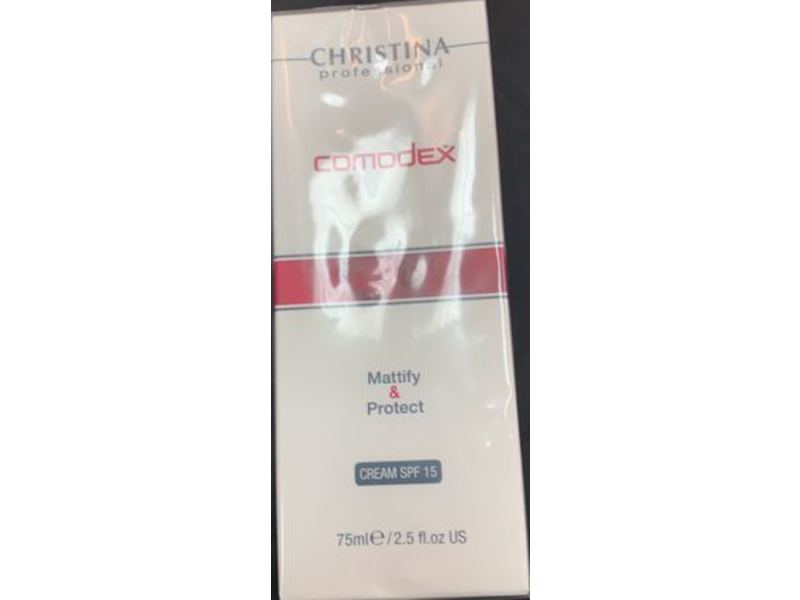 CHRISTINA
professional
comodex
Mattify
&
Protect
CREAM SPF 15
75ml℮/2.5 fl.oz US